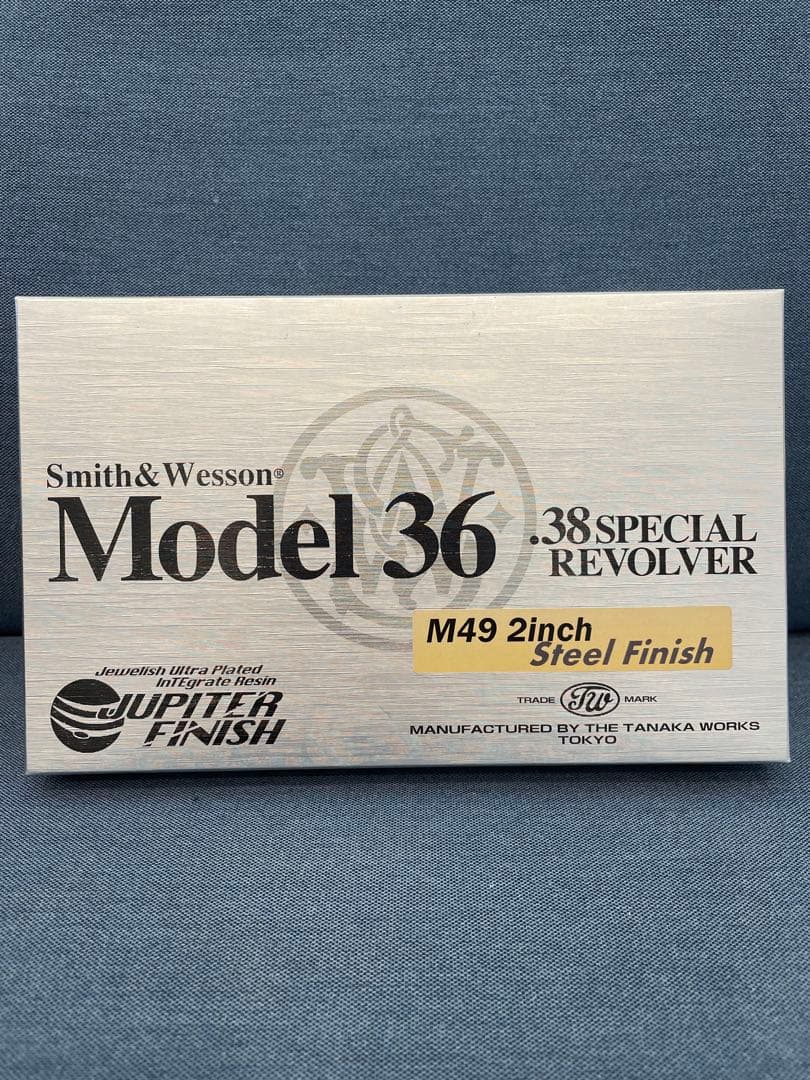 Smith & Wesson®
Model 36
.38 SPECIAL
REVOLVER
M49 2inch
Steel Finish
Jewelish Ultra Plated
InTEgrate Resin
JUPITER
FINISH
TRADE TW MARK
MANUFACTURED BY THE TANAKA WORKS
TOKYO